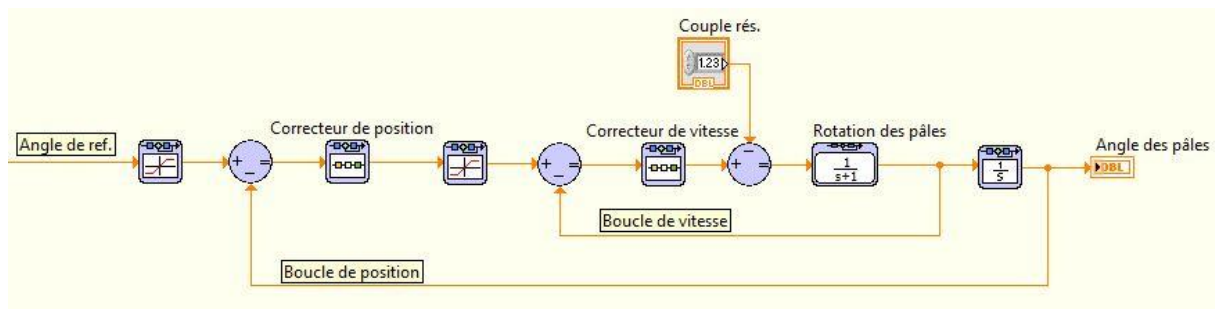 Couple rés.
1.23
DBL
Angle de ref.
Correcteur de position
Correcteur de vitesse
Rotation des pâles
Angle des pâles
1
s+1
1
s
DBL
Boucle de vitesse
Boucle de position